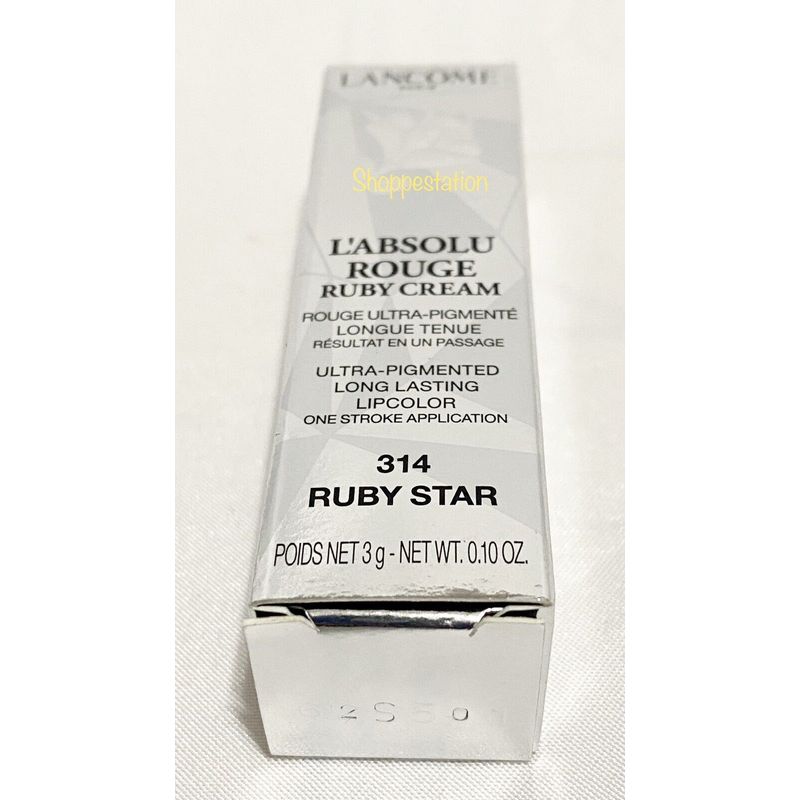 LANCÔME
Shoppestation
L'ABSOLU
ROUGE
RUBY CREAM
ROUGE ULTRA-PIGMENTÉ
LONGUE TENUE
RÉSULTAT EN UN PASSAGE
ULTRA-PIGMENTED
LONG LASTING
LIPCOLOR
ONE STROKE APPLICATION
314
RUBY STAR
POIDS NET 3 g - NET WT. 0.10 OZ.